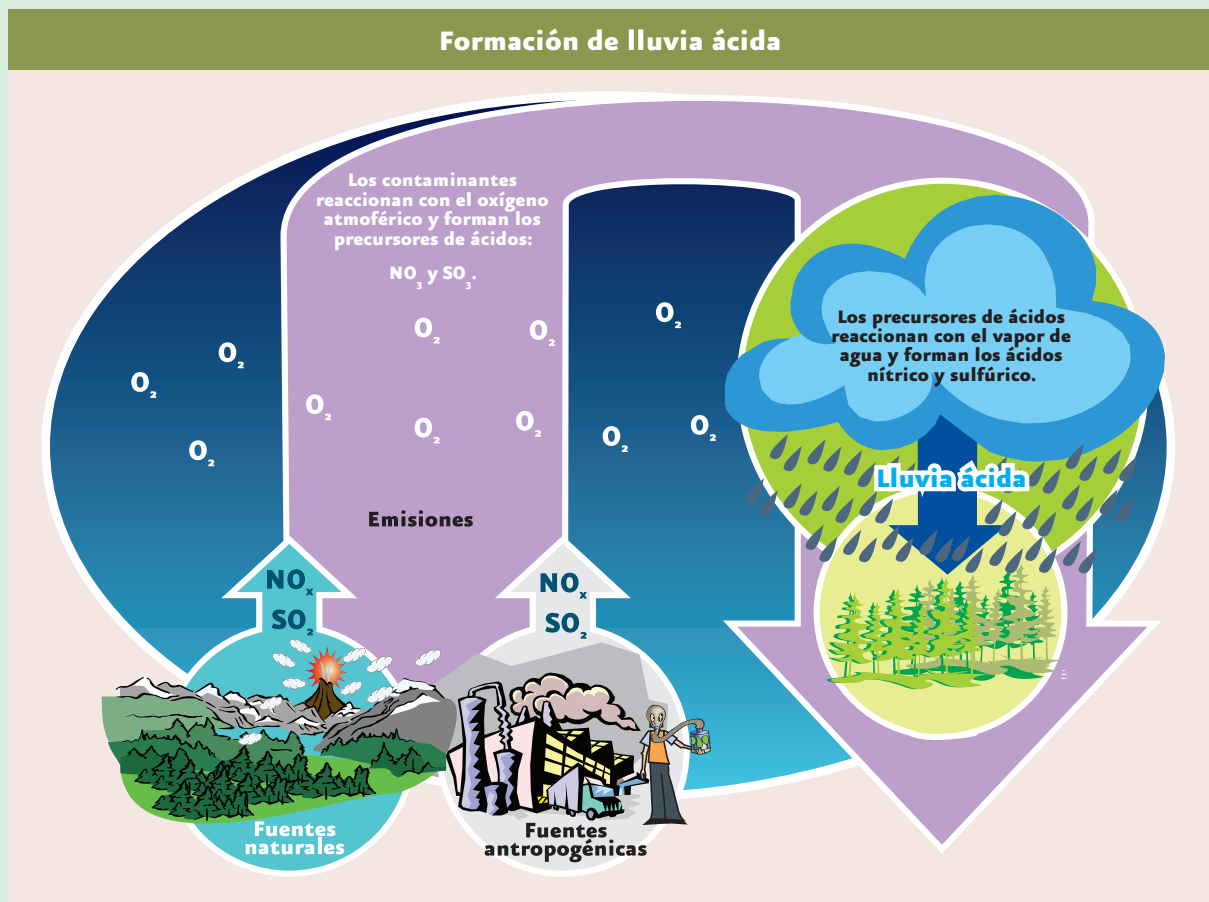 Formación de lluvia ácida
Los contaminantes
reaccionan con el oxígeno
atmoférico y forman los
precursores de ácidos:
NO₃ y SO₃.
O₂
O₂
O₂
O₂
O₂
O₂
O₂
O₂
O₂
O₂
O₂
Los precursores de ácidos
reaccionan con el vapor de
agua y forman los ácidos
nítrico y sulfúrico.
Lluvia ácida
Emisiones
NOₓ
SO₂
NOₓ
SO₂
Fuentes
naturales
Fuentes
antropogénicas